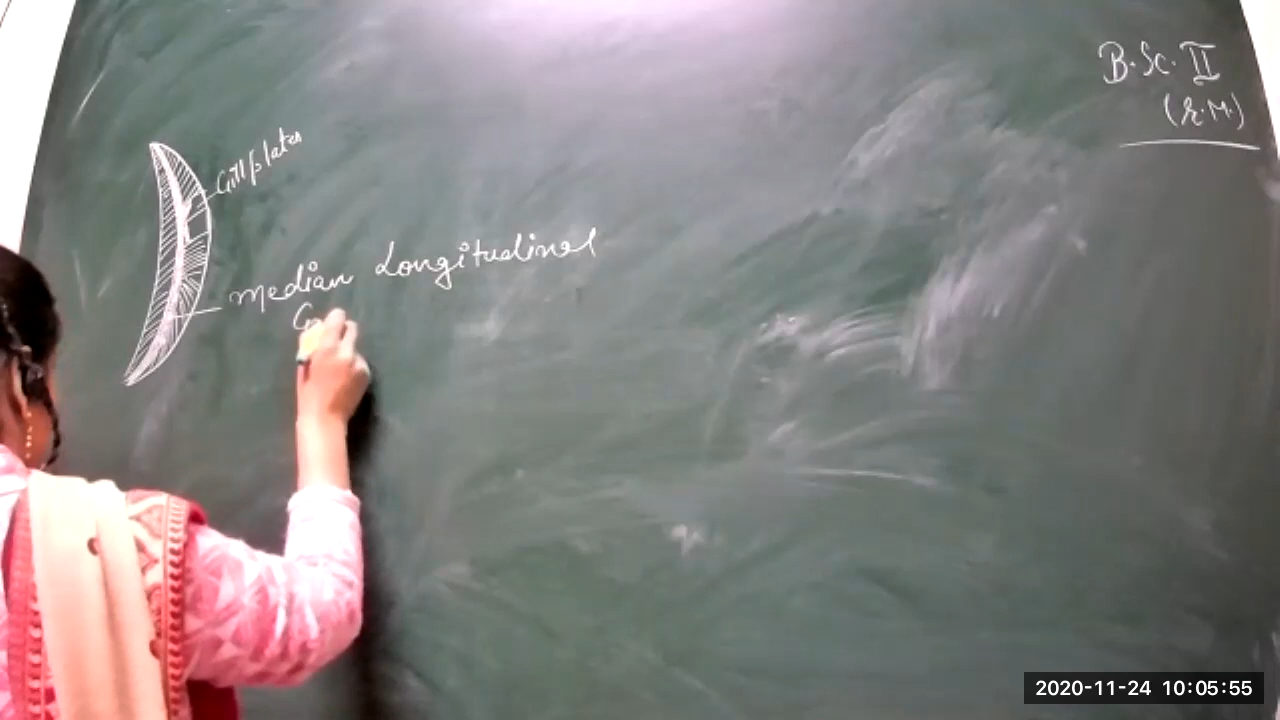 B.Sc. II
(R.M.)
Gill plates
median Longitudinal
2020-11-24 10:05:55